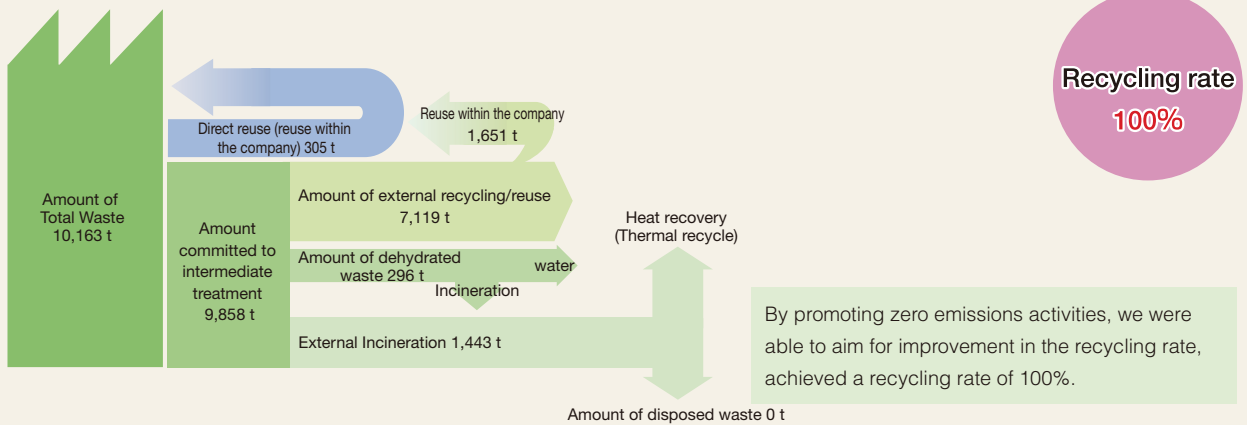 Recycling rate
100%
Reuse within the company
1,651 t
Direct reuse (reuse within
the company) 305 t
Amount of
Total Waste
10,163 t
Amount
committed to
intermediate
treatment
9,858 t
Amount of external recycling/reuse
7,119 t
Amount of dehydrated
waste 296 t
water
Incineration
External Incineration 1,443 t
Heat recovery
(Thermal recycle)
Amount of disposed waste 0 t
By promoting zero emissions activities, we were
able to aim for improvement in the recycling rate,
achieved a recycling rate of 100%.